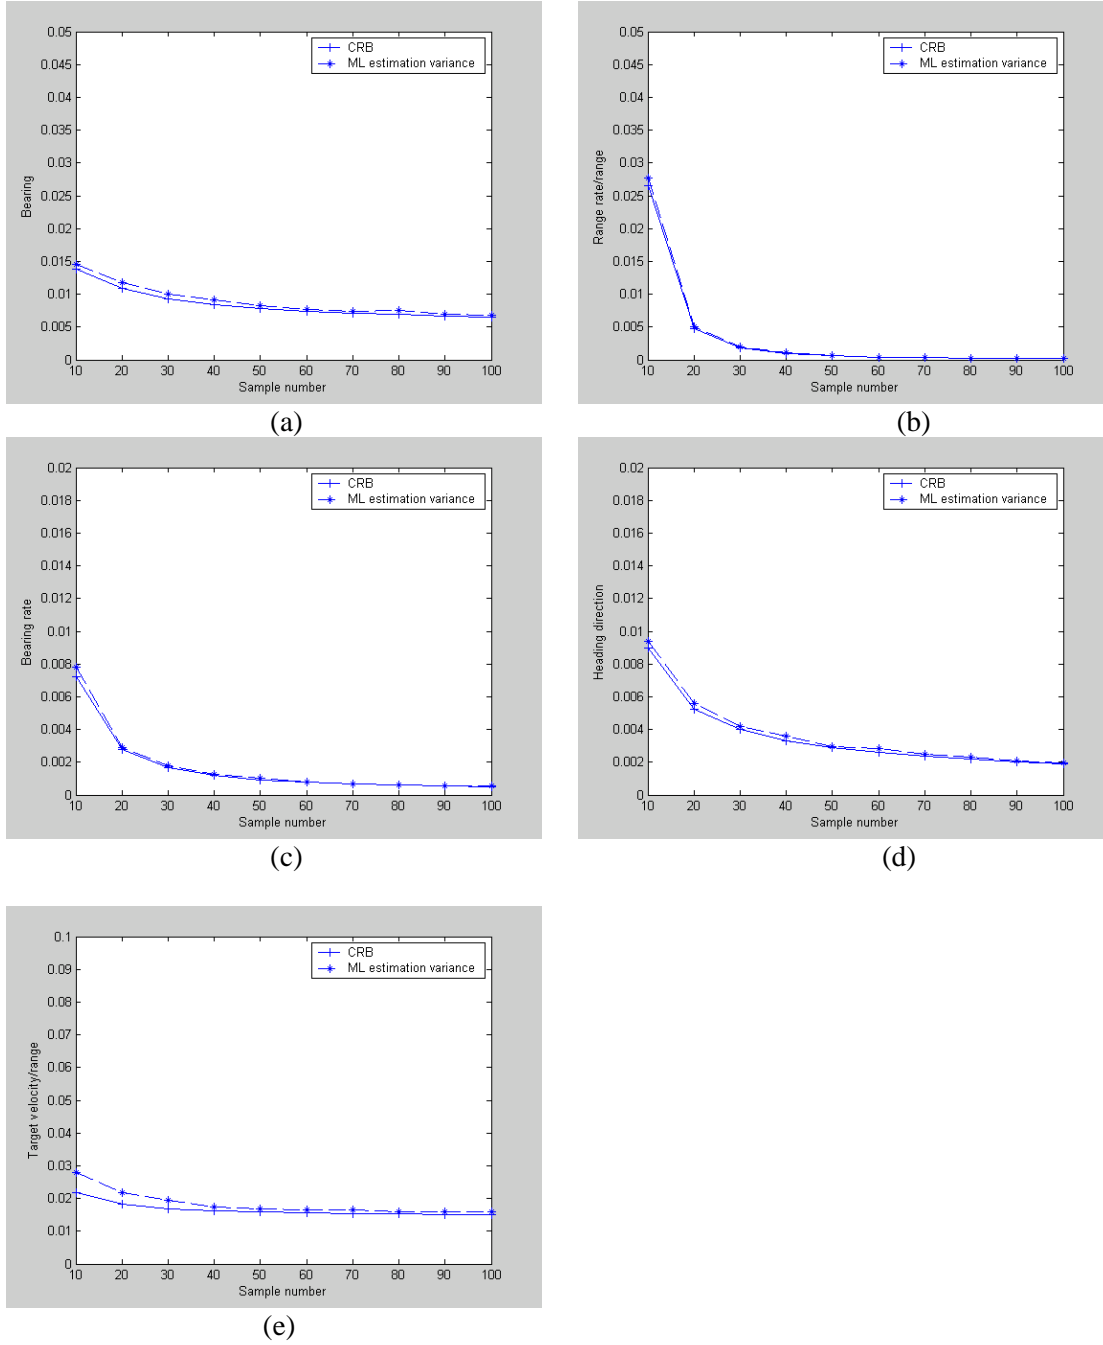 0.05
0.045
0.04
0.035
0.03
0.025
0.02
0.015
0.01
0.005
0
Bearing
CRB
ML estimation variance
10 20 30 40 50 60 70 80 90 100
Sample number
(a)
0.05
0.045
0.04
0.035
0.03
0.025
0.02
0.015
0.01
0.005
0
Range rate/range
CRB
ML estimation variance
10 20 30 40 50 60 70 80 90 100
Sample number
(b)
0.02
0.018
0.016
0.014
0.012
0.01
0.008
0.006
0.004
0.002
0
Bearing rate
CRB
ML estimation variance
10 20 30 40 50 60 70 80 90 100
Sample number
(c)
0.02
0.018
0.016
0.014
0.012
0.01
0.008
0.006
0.004
0.002
0
Heading direction
CRB
ML estimation variance
10 20 30 40 50 60 70 80 90 100
Sample number
(d)
0.1
0.09
0.08
0.07
0.06
0.05
0.04
0.03
0.02
0.01
0
Target velocity/range
CRB
ML estimation variance
10 20 30 40 50 60 70 80 90 100
Sample number
(e)